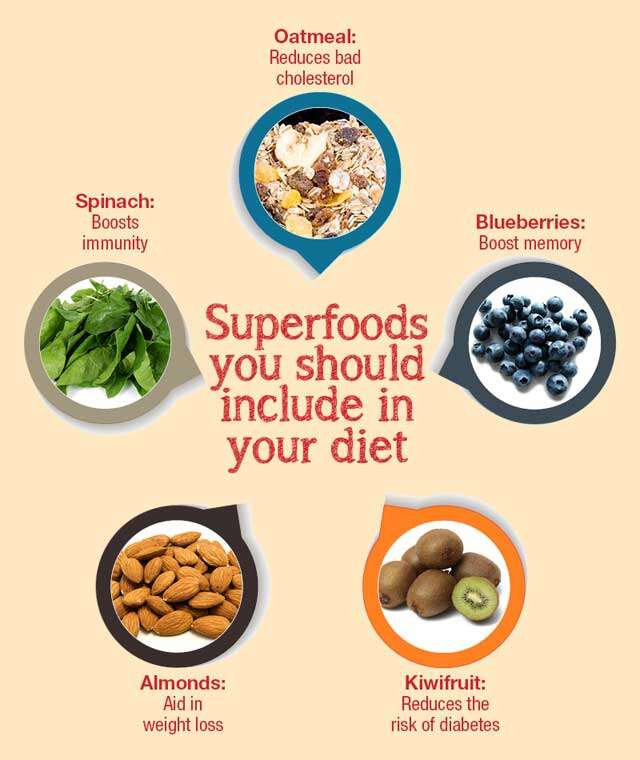 Oatmeal:
Reduces bad
cholesterol
Spinach:
Boosts
immunity
Blueberries:
Boost memory
Superfoods
you should
include in
your diet
Almonds:
Aid in
weight loss
Kiwifruit:
Reduces the
risk of diabetes